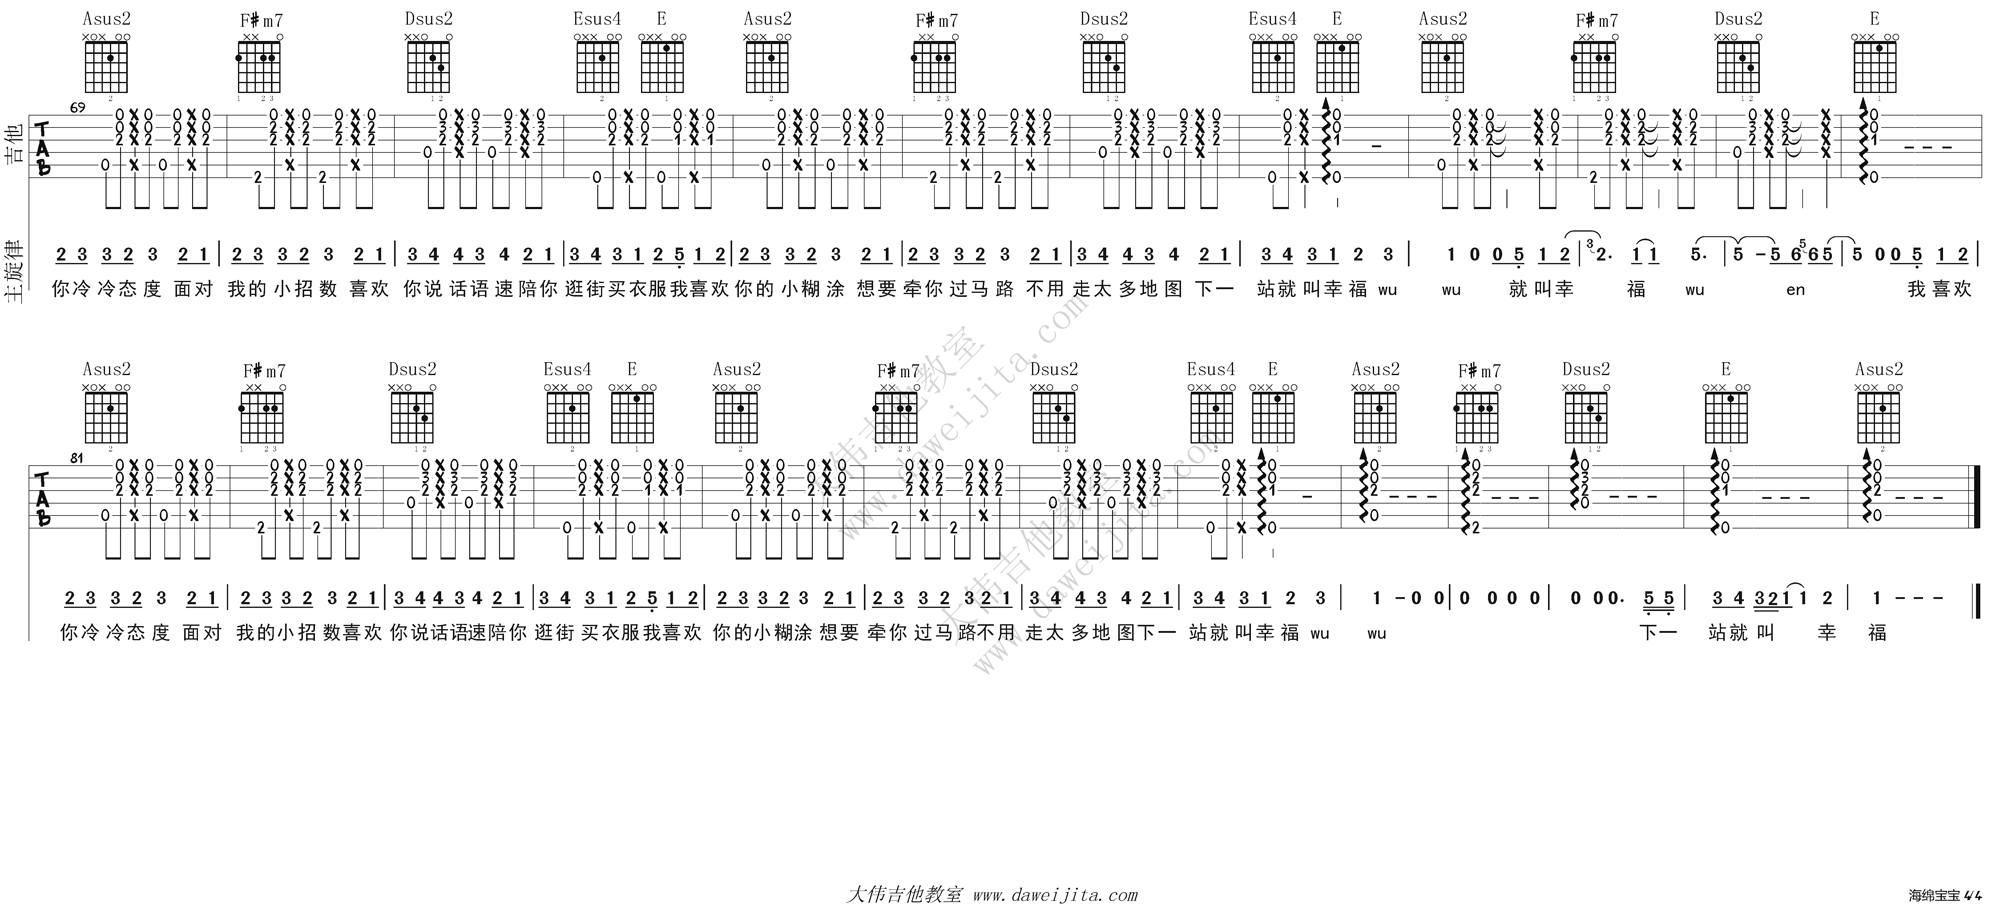 Asus2 F#m7 Dsus2 Esus4 E Asus2 F#m7 Dsus2 Esus4 E Asus2 F#m7 Dsus2 E
69
吉他
TAB
主旋律
2 3 3 2 3 2 1 | 2 3 3 2 3 2 1 | 3 4 4 3 4 2 1 | 3 4 3 1 2 5 1 2 | 2 3 3 2 3 2 1 | 2 3 3 2 3 2 1 | 3 4 4 3 4 2 1 | 3 4 3 1 2 3 | 1 0 0 5 1 2 | 3 2. 1 1 5. | 5 - 5 6 5 6 5 | 5 0 0 5 1 2 |
你冷 冷态 度 面对 我的 小招 数 喜欢 你说 话语 速陪你 逛街买衣服我喜欢你的 小糊 涂 想要 牵你 过马 路 不用 走太 多地 图 下一 站就 叫幸 福 wu wu 就叫幸 福 wu en 我喜欢
Asus2 F#m7 Dsus2 Esus4 E Asus2 F#m7 Dsus2 Esus4 E Asus2 F#m7 Dsus2 E Asus2
81
TAB
2 3 3 2 3 2 1 | 2 3 3 2 3 2 1 | 3 4 4 3 4 2 1 | 3 4 3 1 2 5 1 2 | 2 3 3 2 3 2 1 | 2 3 3 2 3 2 1 | 3 4 4 3 4 2 1 | 3 4 3 1 2 3 | 1 - 0 0 | 0 0 0 0 | 0 0 0. 5 5 | 3 4 3 2 1 1 2 | 1 - - -
你冷 冷态 度 面对 我的小招 数喜欢 你说话语速陪你 逛街 买衣服我喜欢 你的小糊涂 想要 牵你 过马路不用 走太 多地 图下一 站就 叫幸福 wu wu 下一 站就叫 幸 福
大伟吉他教室
www.daweijita.com
大伟吉他教室
www.daweijita.com
大伟吉他教室 www.daweijita.com
海绵宝宝 4/4